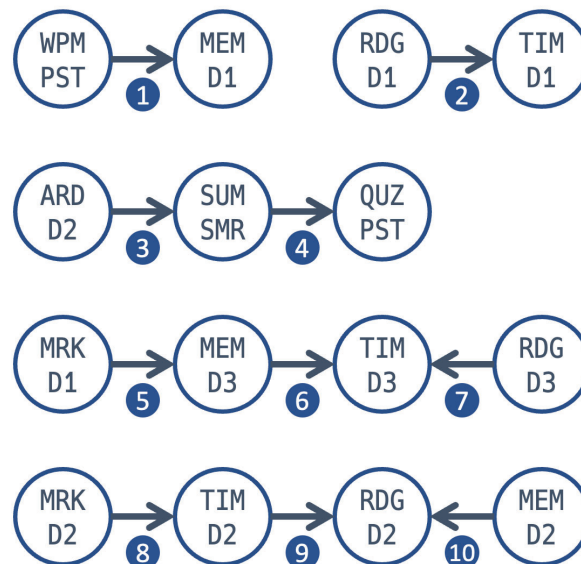 WPM
PST
MEM
D1
RDG
D1
TIM
D1
1
2
ARD
D2
SUM
SMR
QUZ
PST
3
4
MRK
D1
MEM
D3
TIM
D3
RDG
D3
5
6
7
MRK
D2
TIM
D2
RDG
D2
MEM
D2
8
9
10